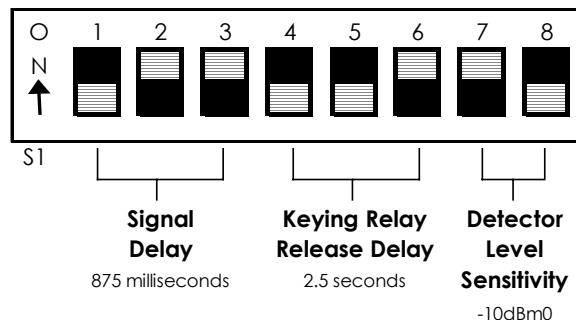 O 1 2 3 4 5 6 7 8
N
S1
Signal
Delay
875 milliseconds
Keying Relay
Release Delay
2.5 seconds
Detector
Level
Sensitivity
-10dBm0